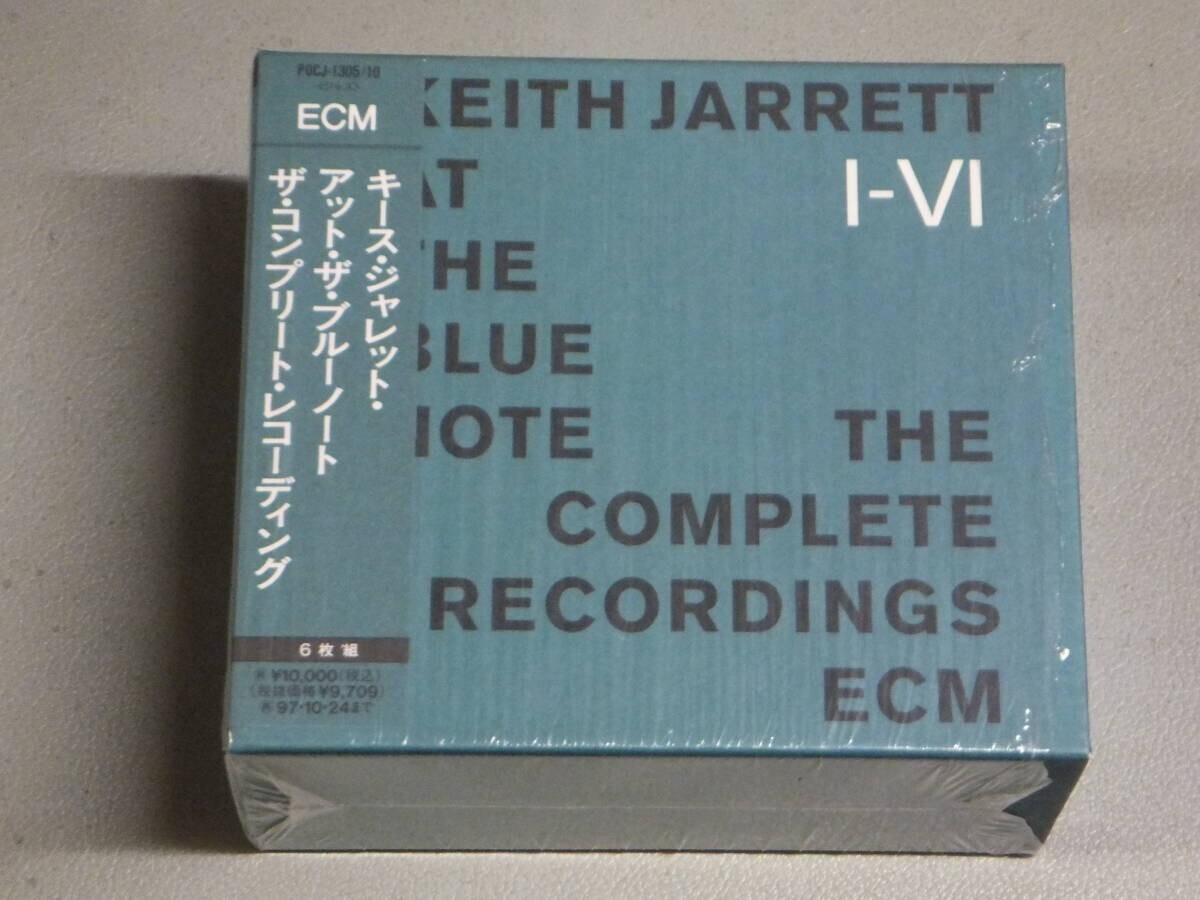 POCJ-1305/10
ECM
キース・ジャレット・
アット・ザ・ブルーノート
ザ・コンプリート・レコーディング
6枚組
¥10,000(税込)
(税抜価格¥9,709)
97・10・24まで
KEITH JARRETT
AT
I-VI
THE
BLUE
NOTE THE
COMPLETE
RECORDINGS
ECM